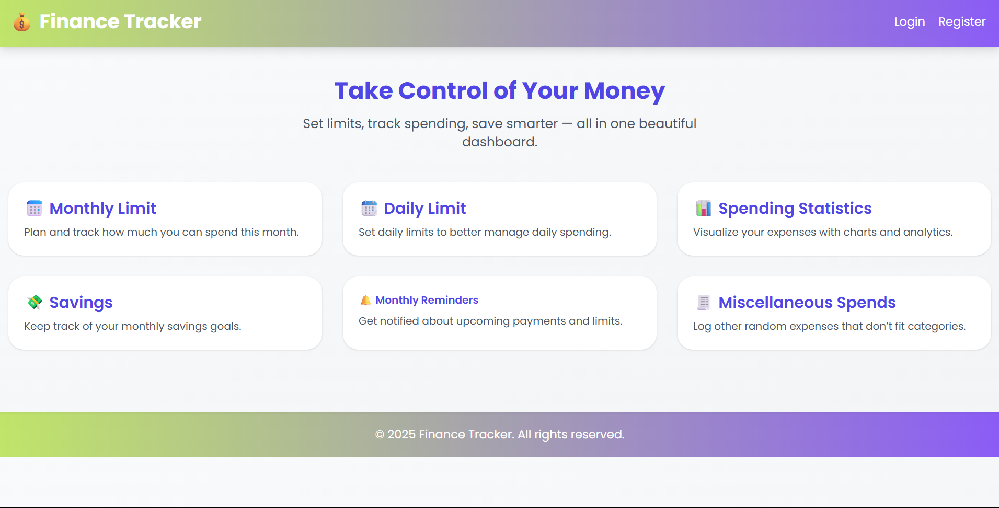 Finance Tracker
Login Register
Take Control of Your Money
Set limits, track spending, save smarter — all in one beautiful
dashboard.
Monthly Limit
Plan and track how much you can spend this month.
Daily Limit
Set daily limits to better manage daily spending.
Spending Statistics
Visualize your expenses with charts and analytics.
Savings
Keep track of your monthly savings goals.
Monthly Reminders
Get notified about upcoming payments and limits.
Miscellaneous Spends
Log other random expenses that don’t fit categories.
© 2025 Finance Tracker. All rights reserved.